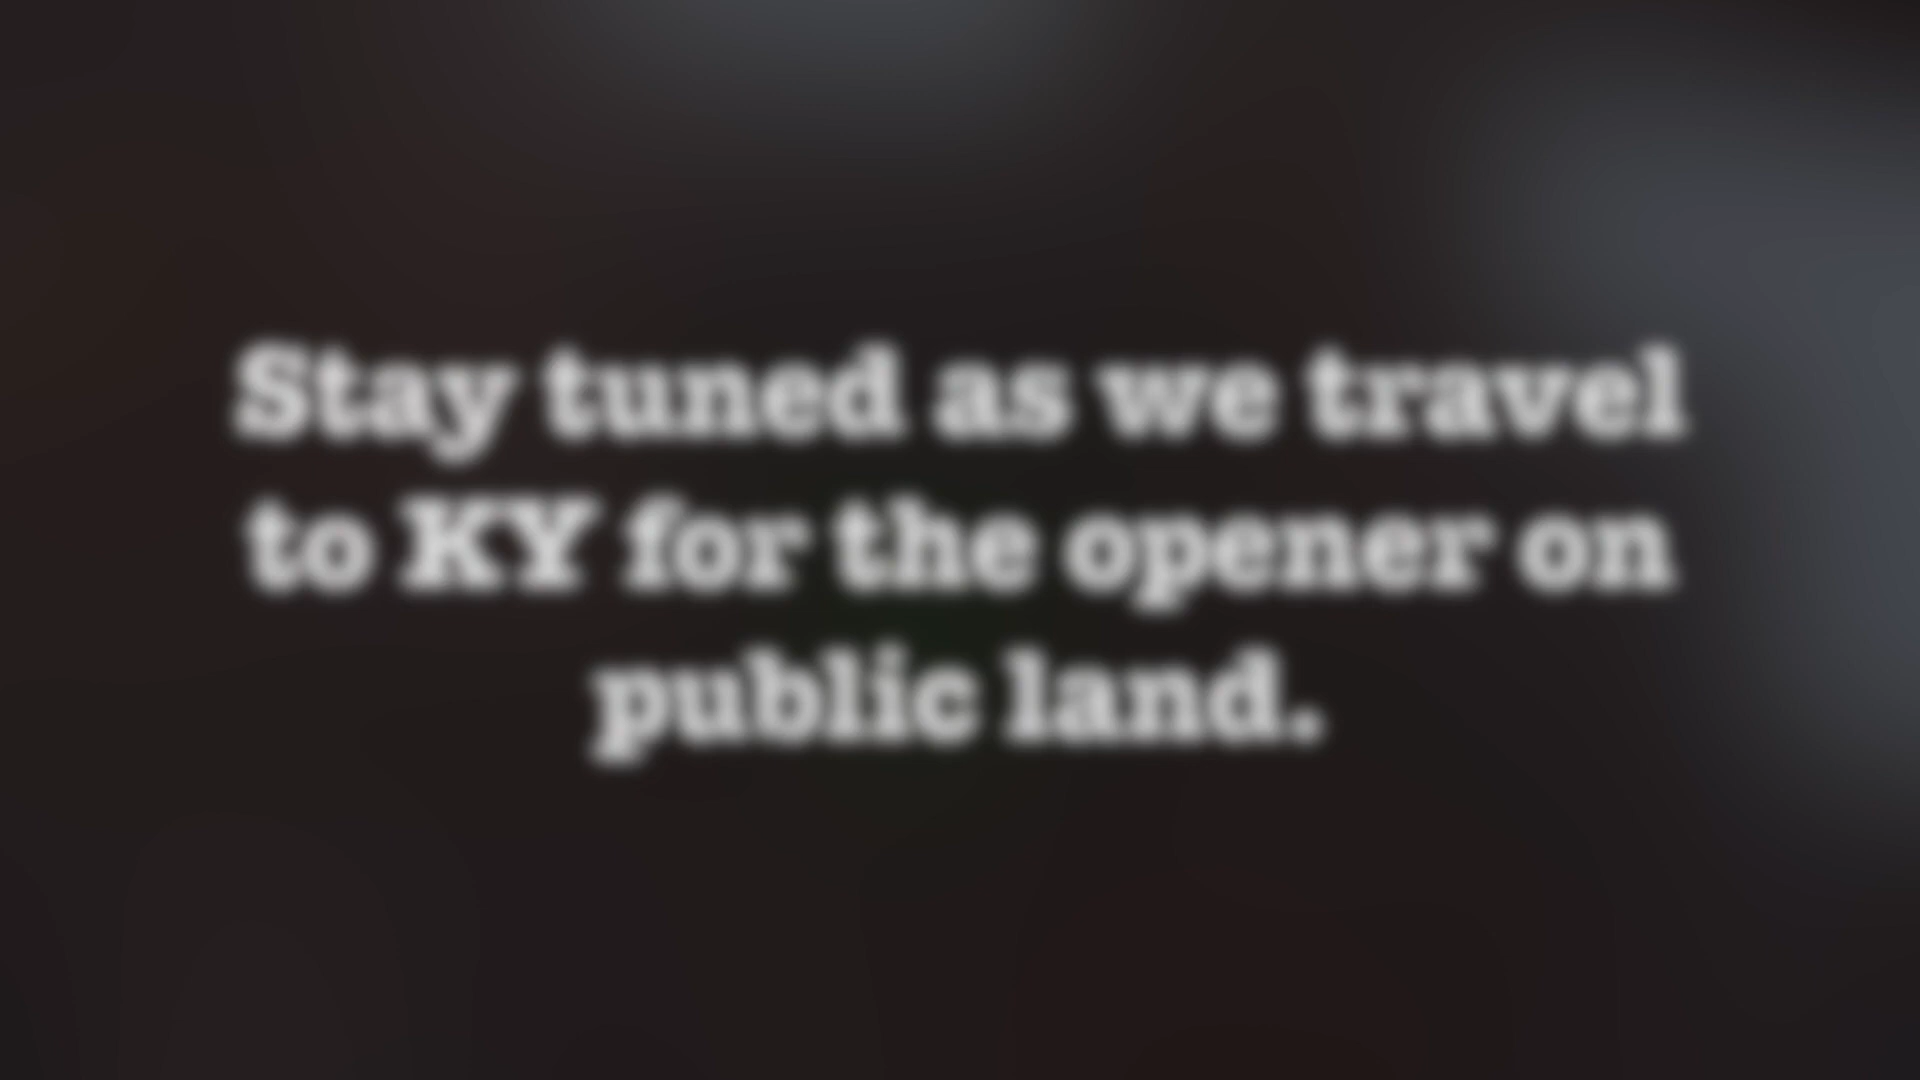 Stay tuned as we travel
to KY for the opener on
public land.